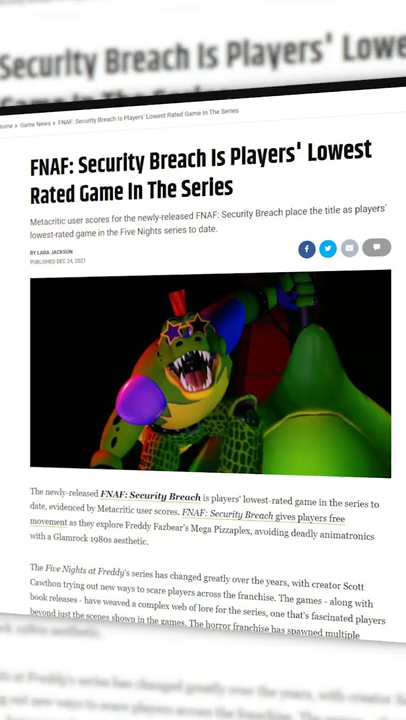 Security Breach Is Players' Lowe
Home > Game News > FNAF: Security Breach Is Players' Lowest Rated Game In The Series
FNAF: Security Breach Is Players' Lowest
Rated Game In The Series
Metacritic user scores for the newly-released FNAF: Security Breach place the title as players'
lowest-rated game in the Five Nights series to date.
BY LARA JACKSON
PUBLISHED DEC 24, 2021
The newly-released FNAF: Security Breach is players' lowest-rated game in the series to
date, evidenced by Metacritic user scores. FNAF: Security Breach gives players free
movement as they explore Freddy Fazbear's Mega Pizzaplex, avoiding deadly animatronics
with a Glamrock 1980s aesthetic.
The Five Nights at Freddy's series has changed greatly over the years, with creator Scott
Cawthon trying out new ways to scare players across the franchise. The games - along with
book releases - have weaved a complex web of lore for the series, one that's fascinated players
beyond just the scenes shown in the games. The horror franchise has spawned multiple